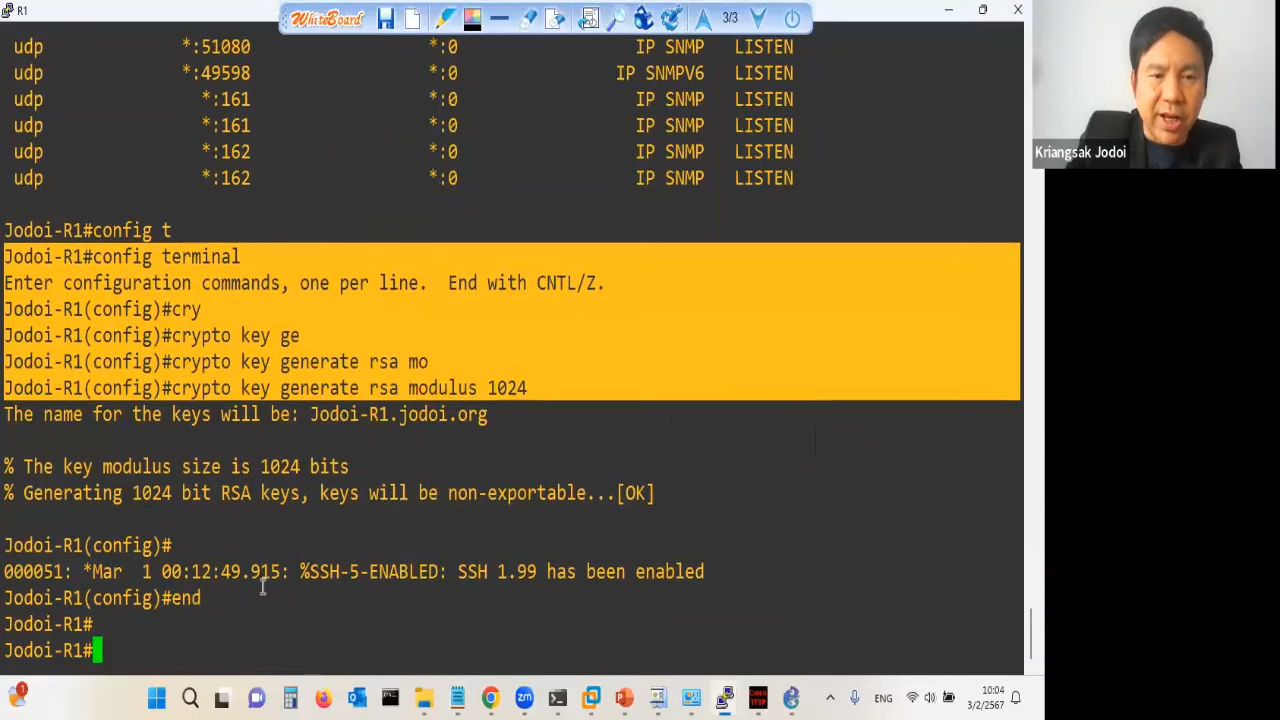 R1
WhiteBoard
3/3
udp *:51080 *:0 IP SNMP LISTEN
udp *:49598 *:0 IP SNMPV6 LISTEN
udp *:161 *:0 IP SNMP LISTEN
udp *:161 *:0 IP SNMP LISTEN
udp *:162 *:0 IP SNMP LISTEN
udp *:162 *:0 IP SNMP LISTEN
Jodoi-R1#config t
Jodoi-R1#config terminal
Enter configuration commands, one per line. End with CNTL/Z.
Jodoi-R1(config)#cry
Jodoi-R1(config)#crypto key ge
Jodoi-R1(config)#crypto key generate rsa mo
Jodoi-R1(config)#crypto key generate rsa modulus 1024
The name for the keys will be: Jodoi-R1.jodoi.org
% The key modulus size is 1024 bits
% Generating 1024 bit RSA keys, keys will be non-exportable...[OK]
Jodoi-R1(config)#
000051: *Mar 1 00:12:49.915: %SSH-5-ENABLED: SSH 1.99 has been enabled
Jodoi-R1(config)#end
Jodoi-R1#
Jodoi-R1#
Kriangsak Jodoi
1
zm
CISCO TFTP
ENG
10:04
3/2/2567